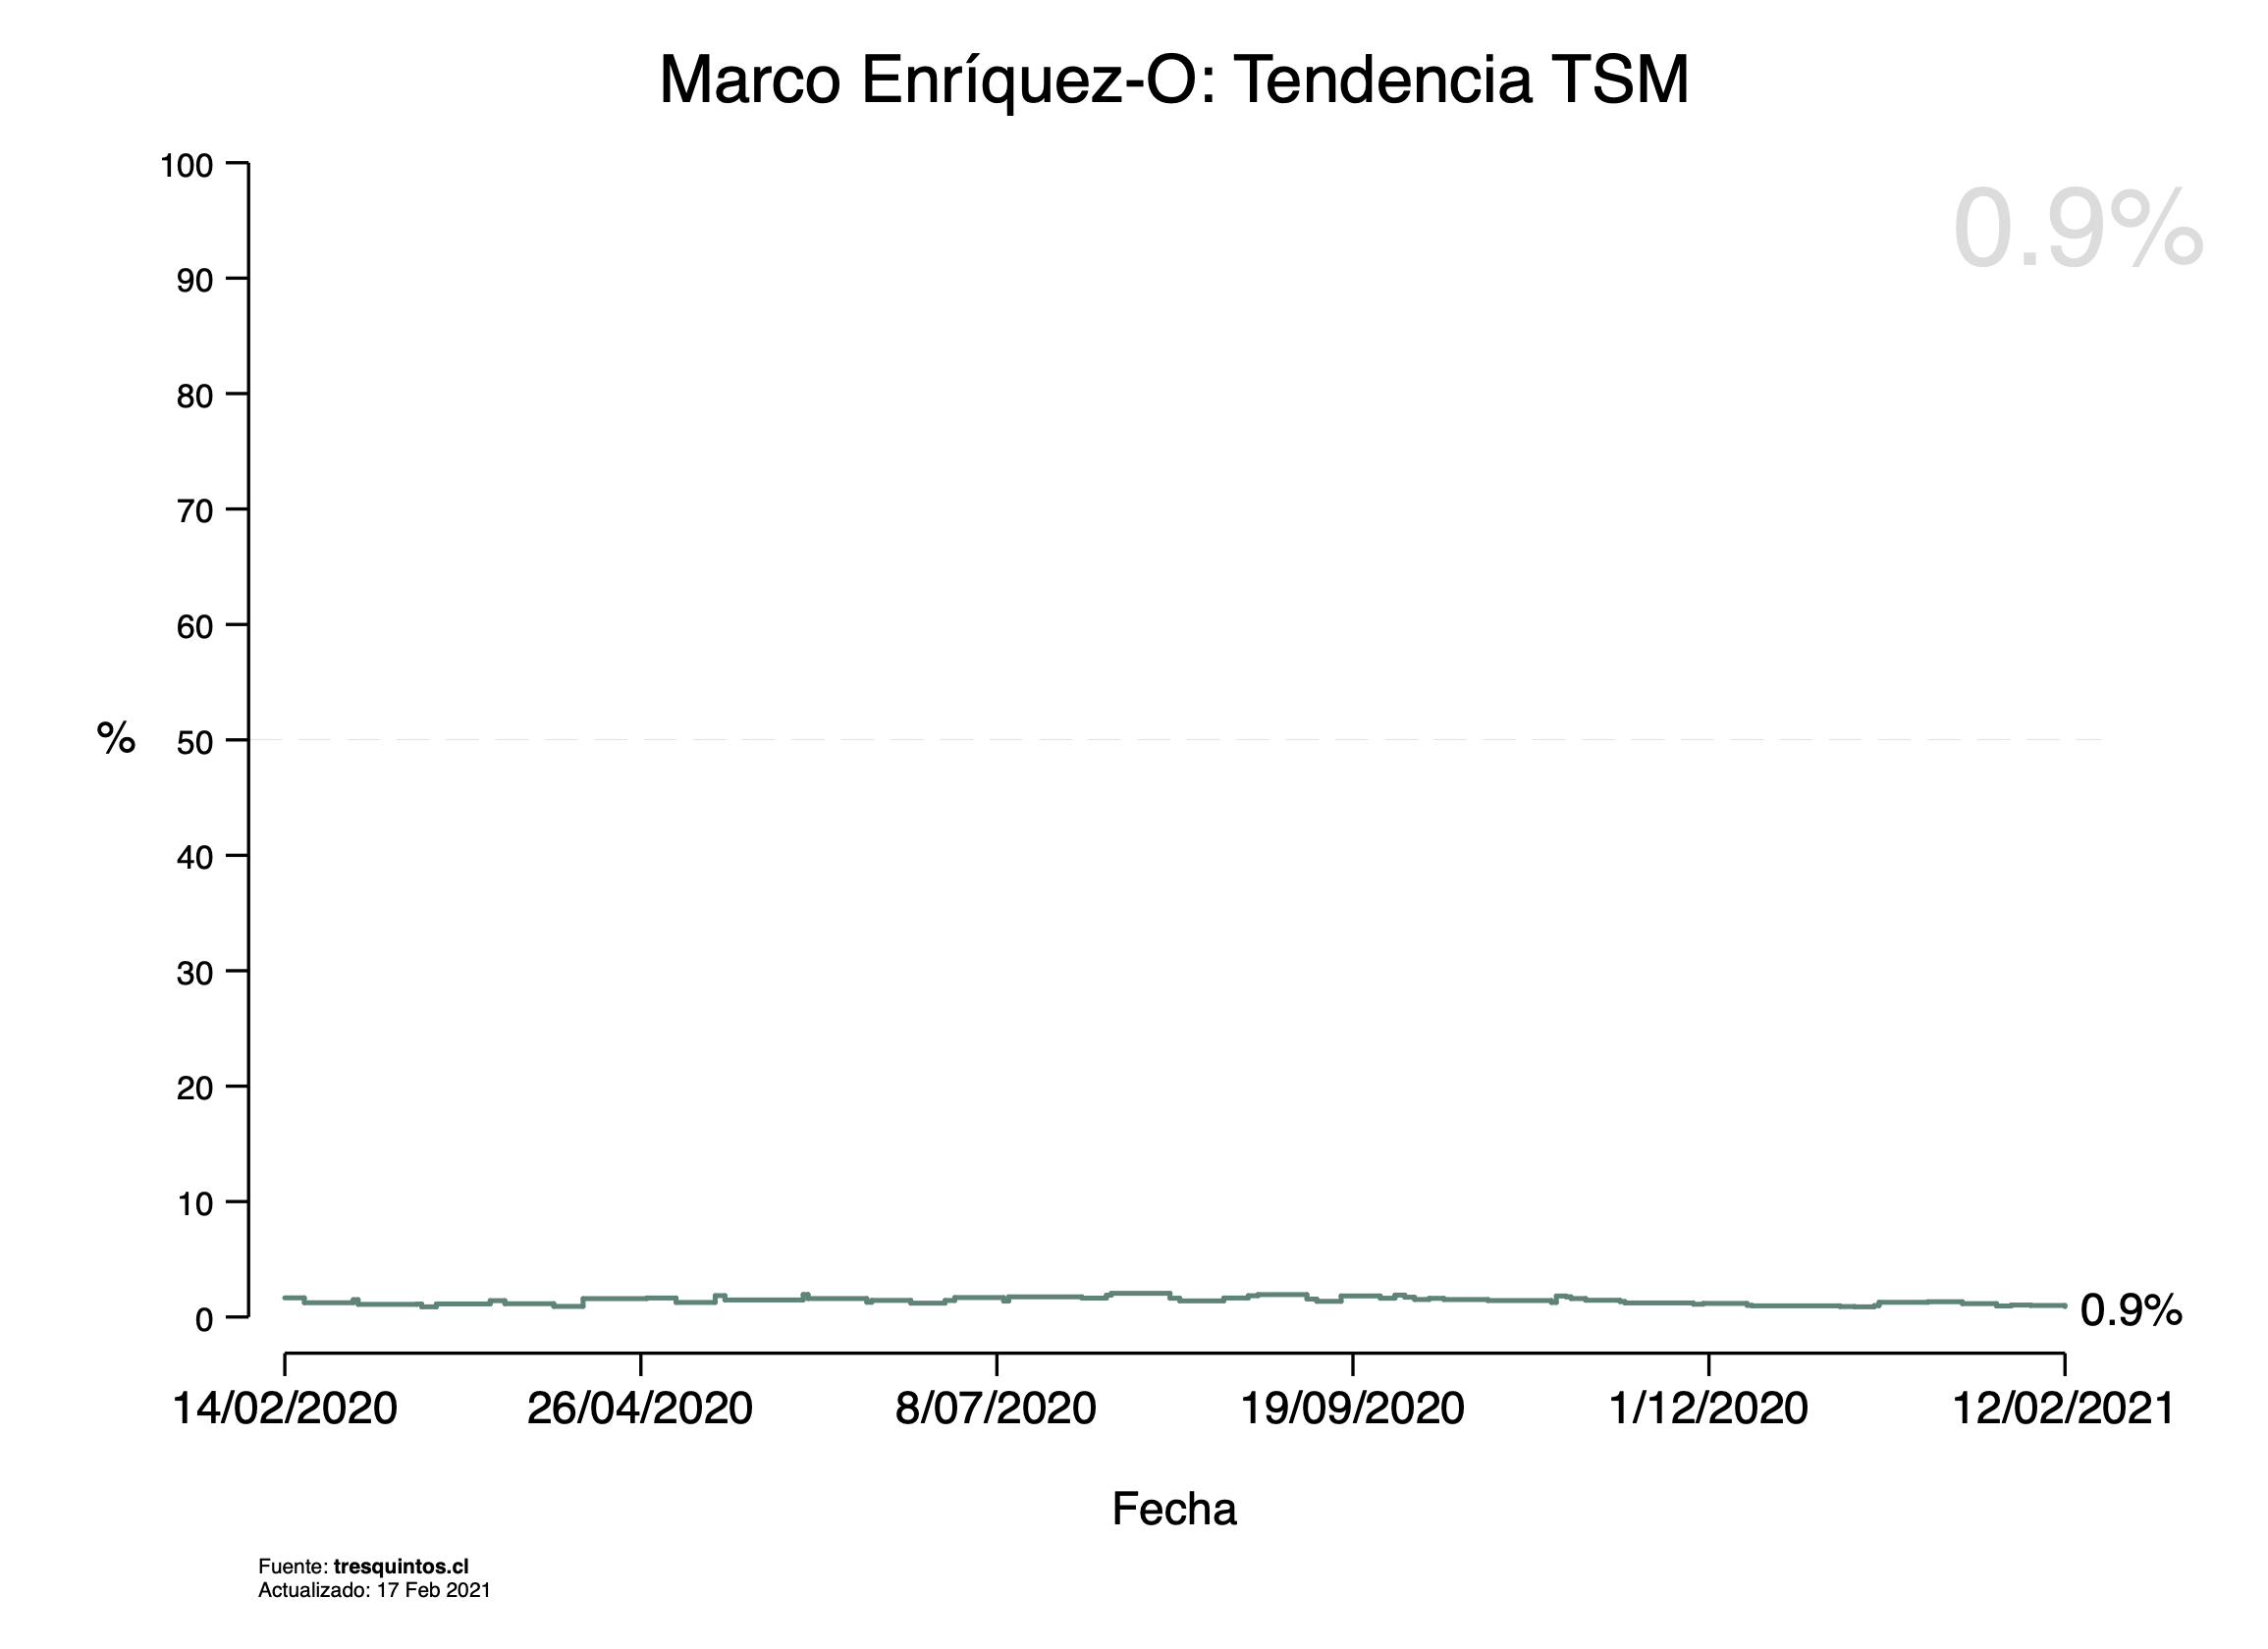 Marco Enríquez-O: Tendencia TSM
0.9%
100
90
80
70
60
% 50
40
30
20
10
0
0.9%
14/02/2020 26/04/2020 8/07/2020 19/09/2020 1/12/2020 12/02/2021
Fecha
Fuente: tresquintos.cl
Actualizado: 17 Feb 2021